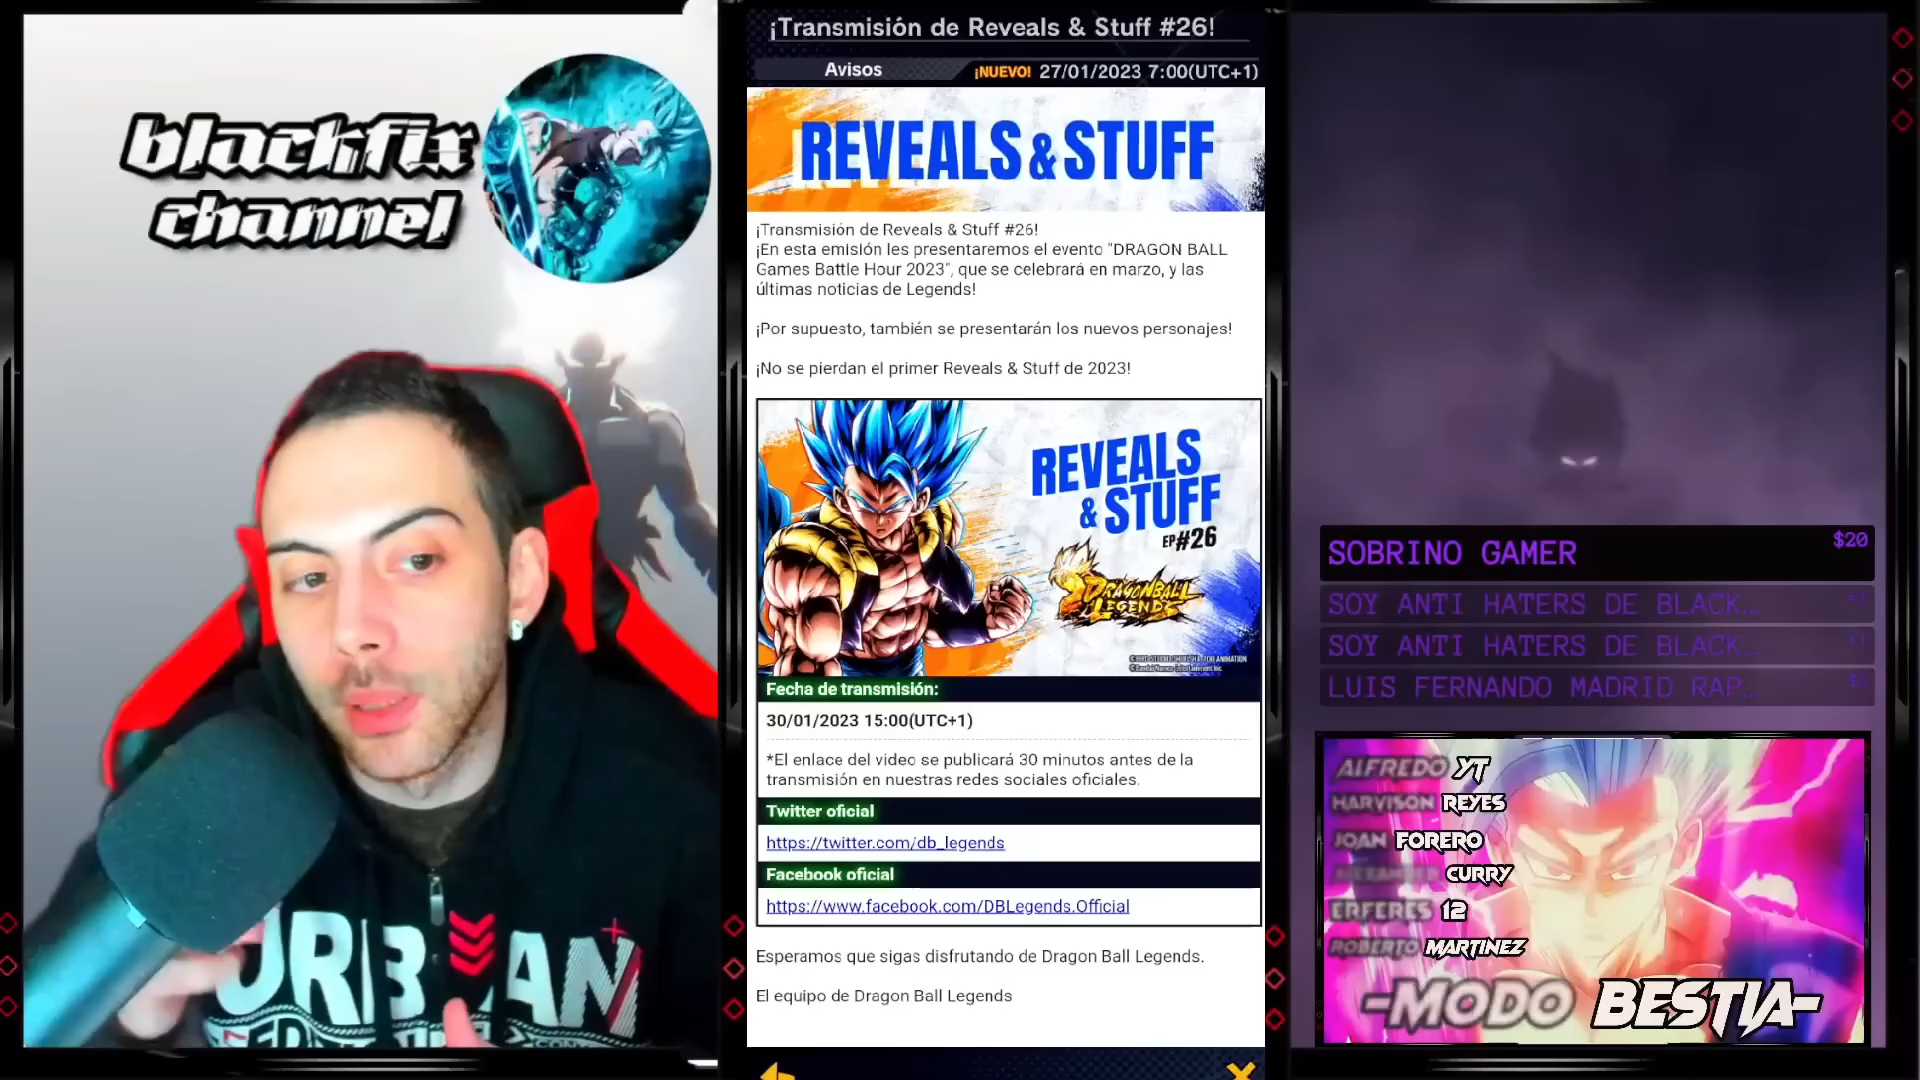 blackfix
channel
¡Transmisión de Reveals & Stuff #26!
Avisos
¡NUEVO! 27/01/2023 7:00(UTC+1)
REVEALS & STUFF
¡Transmisión de Reveals & Stuff #26!
¡En esta emisión les presentaremos el evento "DRAGON BALL
Games Battle Hour 2023", que se celebrará en marzo, y las
últimas noticias de Legends!
¡Por supuesto, también se presentarán los nuevos personajes!
¡No se pierdan el primer Reveals & Stuff de 2023!
REVEALS
& STUFF
EP#26
DRAGONBALL
LEGENDS
Fecha de transmisión:
30/01/2023 15:00(UTC+1)
*El enlace del video se publicará 30 minutos antes de la
transmisión en nuestras redes sociales oficiales.
Twitter oficial
https://twitter.com/db_legends
Facebook oficial
https://www.facebook.com/DBLegends.Official
Esperamos que sigas disfrutando de Dragon Ball Legends.
El equipo de Dragon Ball Legends
SOBRINO GAMER $20
SOY ANTI HATERS DE BLACK...
SOY ANTI HATERS DE BLACK...
LUIS FERNANDO MADRID RAP...
ALFREDO YT
HARVISON REYES
JOAN FORERO
CURRY
ERFERES 12
ROBERTO MARTINEZ
-MODO BESTIA-